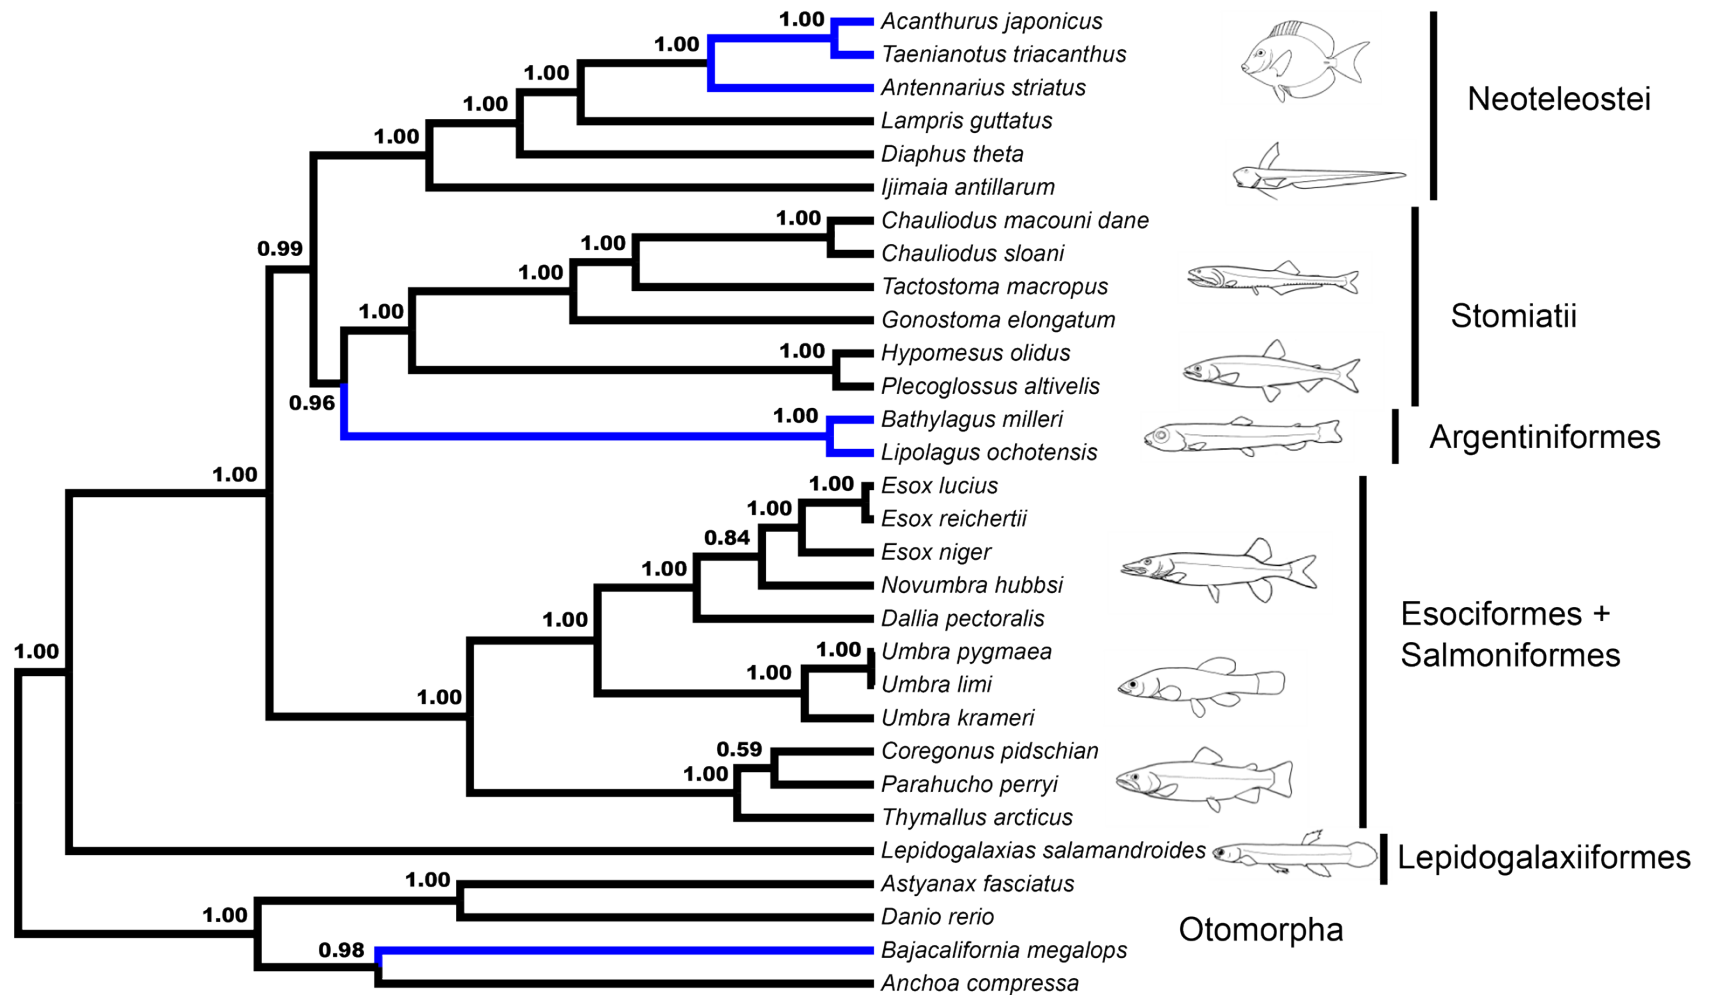 1.00
Acanthurus japonicus
1.00
Taenianotus triacanthus
1.00
Antennarius striatus
1.00
Lampris guttatus
1.00
Diaphus theta
Ijimaia antillarum
Neoteleostei
1.00
Chauliodus macouni dane
0.99
1.00
Chauliodus sloani
1.00
Tactostoma macropus
1.00
Gonostoma elongatum
Stomiatii
1.00
Hypomesus olidus
Plecoglossus altivelis
0.96
1.00
Bathylagus milleri
Lipolagus ochotensis
Argentiniformes
1.00
1.00
Esox lucius
1.00
Esox reichertii
0.84
Esox niger
1.00
Novumbra hubbsi
1.00
Dallia pectoralis
Esociformes +
Salmoniformes
1.00
1.00
Umbra pygmaea
1.00
Umbra limi
1.00
Umbra krameri
0.59
Coregonus pidschian
1.00
Parahucho perryi
Thymallus arcticus
Lepidogalaxias salamandroides
Lepidogalaxiiformes
1.00
Astyanax fasciatus
1.00
Danio rerio
Otomorpha
0.98
Bajacalifornia megalops
Anchoa compressa